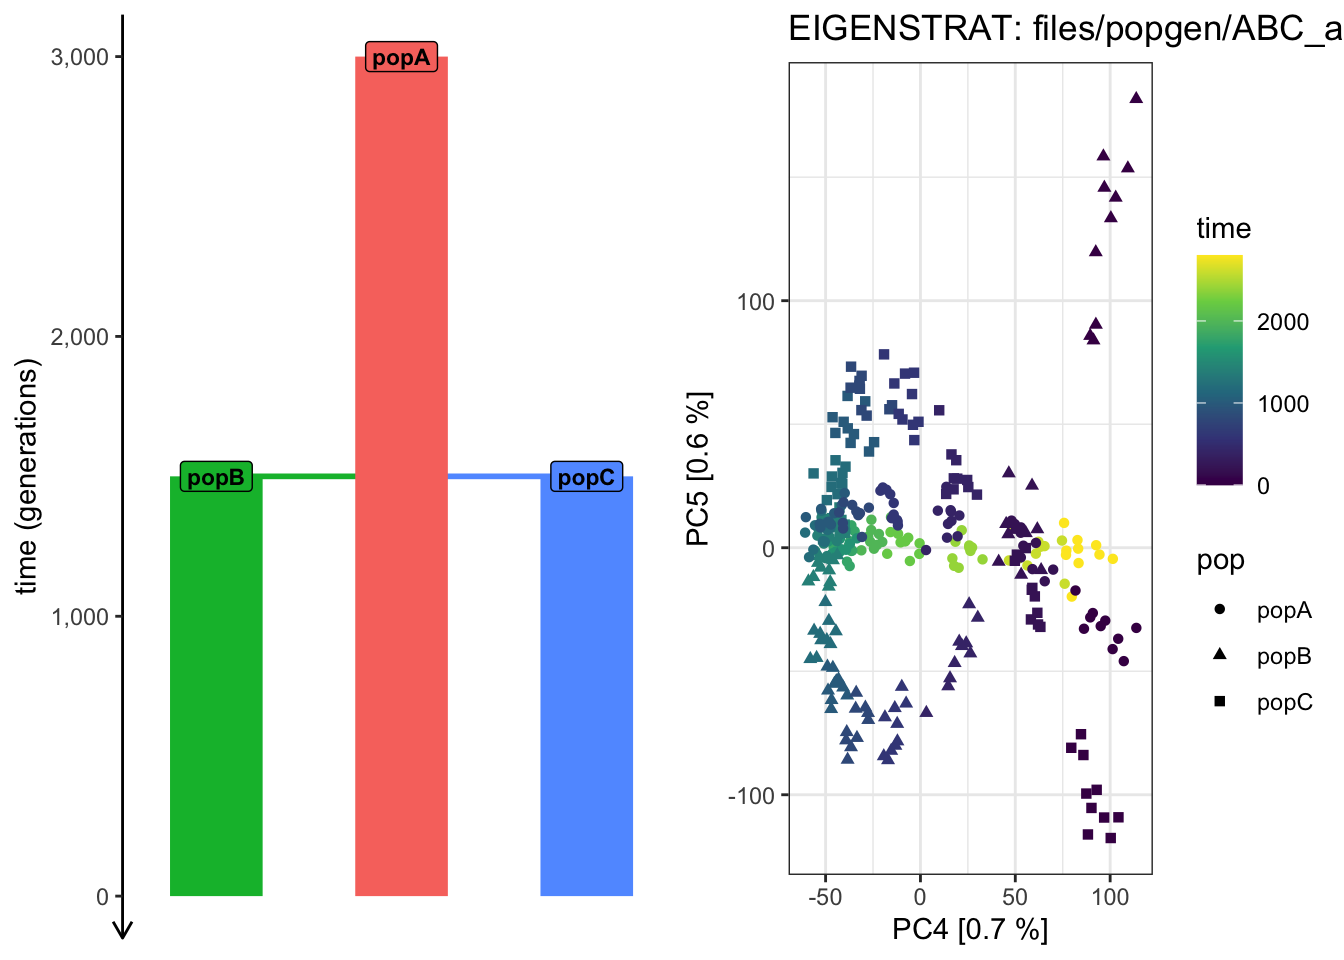 time (generations)
3,000
2,000
1,000
0
popA
popB
popC
EIGENSTRAT: files/popgen/ABC_a
PC5 [0.6 %]
100
0
-100
-50
0
50
100
PC4 [0.7 %]
time
2000
1000
0
pop
popA
popB
popC